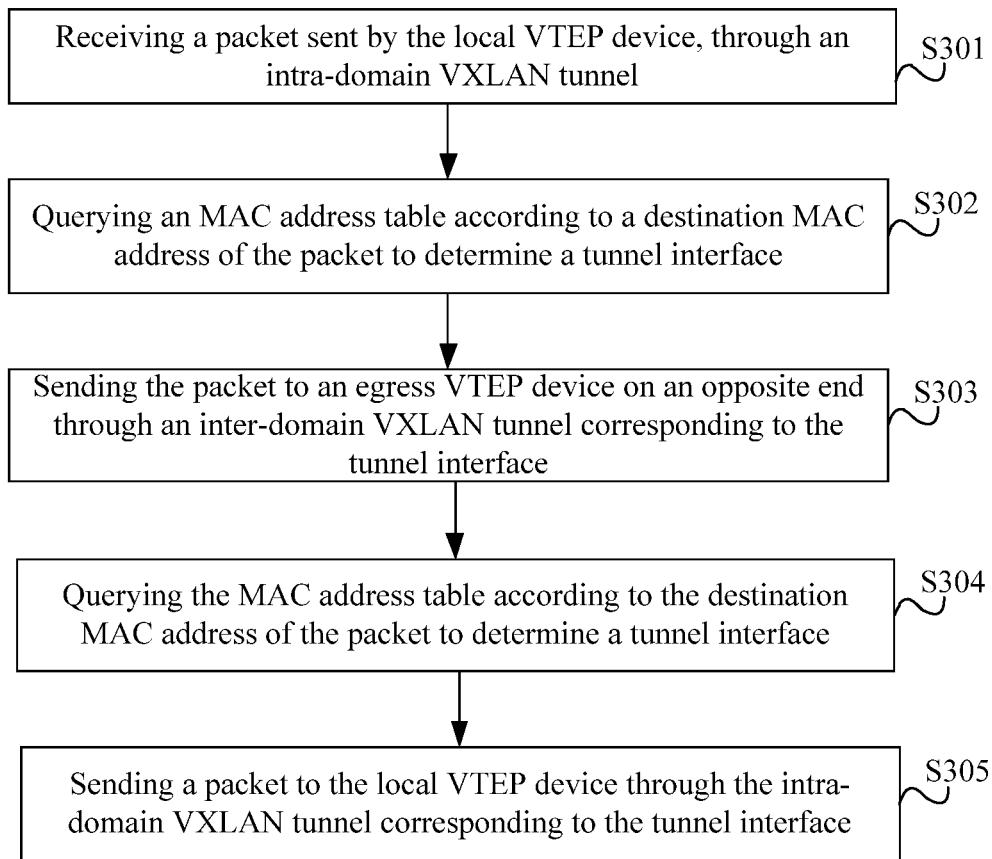 Receiving a packet sent by the local VTEP device, through an
intra-domain VXLAN tunnel
S301
Querying an MAC address table according to a destination MAC
address of the packet to determine a tunnel interface
S302
Sending the packet to an egress VTEP device on an opposite end
through an inter-domain VXLAN tunnel corresponding to the
tunnel interface
S303
Querying the MAC address table according to the destination
MAC address of the packet to determine a tunnel interface
S304
Sending a packet to the local VTEP device through the intra-
domain VXLAN tunnel corresponding to the tunnel interface
S305